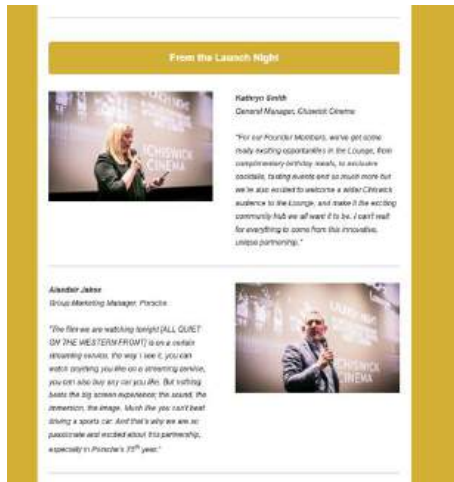 From the Launch Night
CHISWICK
CINEMA
Kathryn Smith
General Manager, Chiswick Cinema
"For our Founder Members, we've got some
really exciting opportunities in the Lounge, from
complimentary birthday meals, to exclusive
cocktails, tasting events and so much more but
we're also excited to welcome a wider Chiswick
audience to the Lounge, and make it the exciting
community hub we all want it to be. I can't wait
for everything to come from this innovative,
unique partnership."
Group Marketing Manager, Porsche
"The film we are watching tonight [ALL QUIET
ON THE WESTERN FRONT] is on a certain
streaming service, the way I see it, you can
watch anything you like on a streaming service,
you can also buy any car you like. But nothing
beats the big screen experience; the sound, the
immersion, the image. Much like you can't beat
driving a sports car. And that's why we are so
passionate and excited about this partnership,
especially in Porsche's year."
CHISWICK
CINEMA